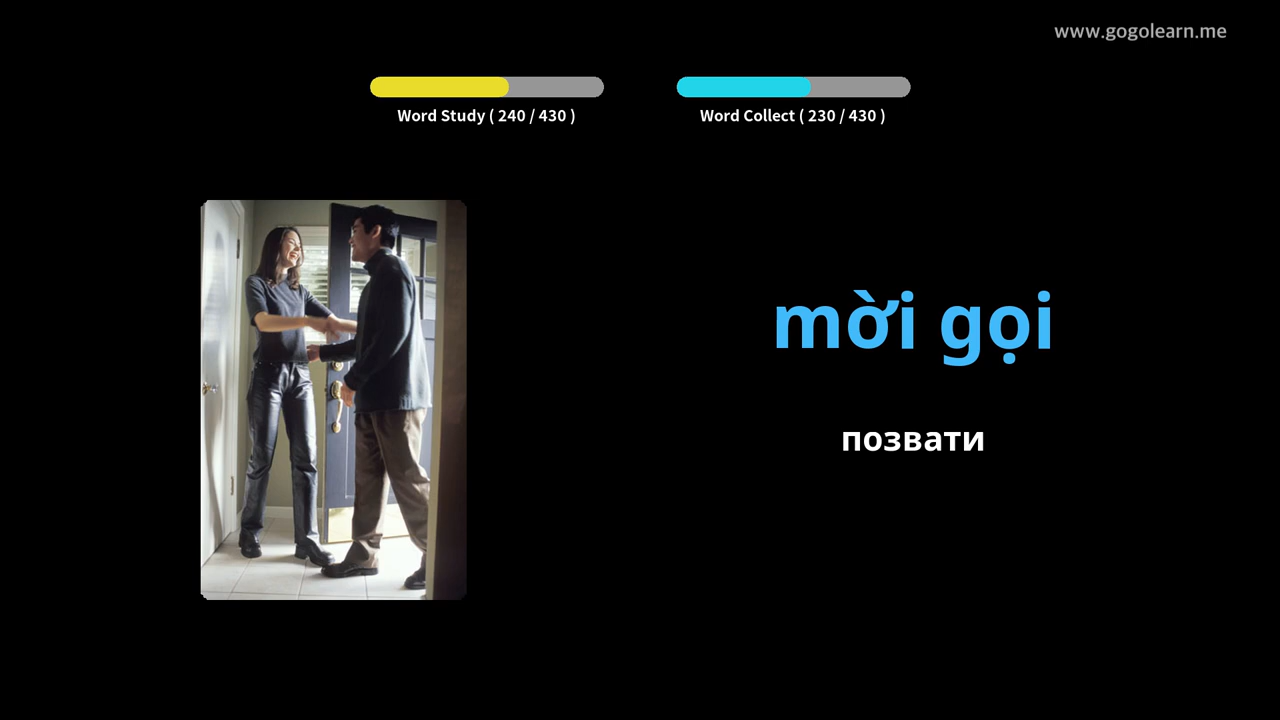 www.gogolearn.me
Word Study ( 240 / 430 )
Word Collect ( 230 / 430 )
mời gọi
позвати